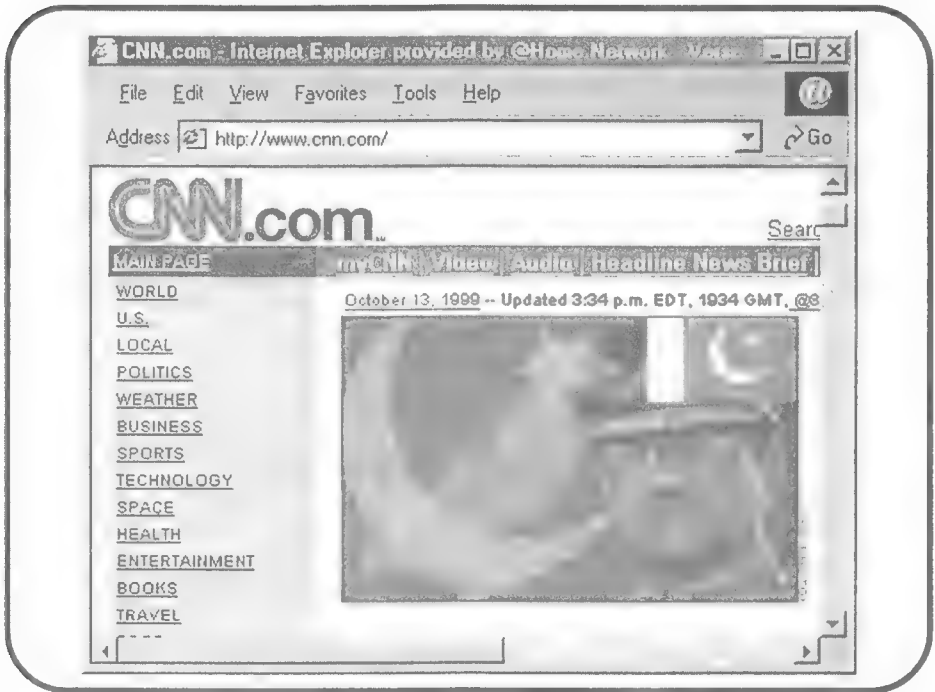 CNN.com - Internet Explorer provided by @Home Network
File Edit View Favorites Tools Help
Address http://www.cnn.com/ Go
CNN.com
Searc
MAIN PAGE myCNN | Video | Audio | Headline News Brief |
WORLD
October 13, 1999 -- Updated 3:34 p.m. EDT, 1934 GMT, @8
U.S.
LOCAL
POLITICS
WEATHER
BUSINESS
SPORTS
TECHNOLOGY
SPACE
HEALTH
ENTERTAINMENT
BOOKS
TRAVEL